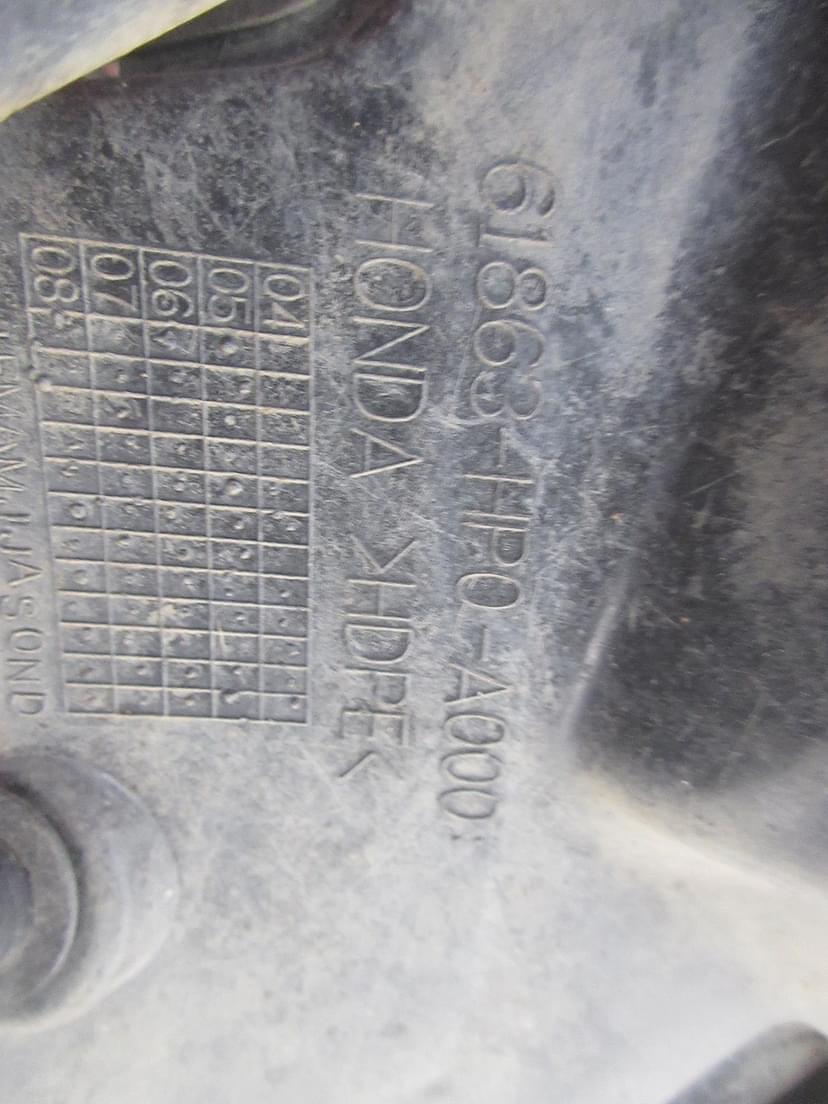 61863-HP0-A000
HONDA >HDPE<
04
05
06
07
08
JFMAMJJASOND